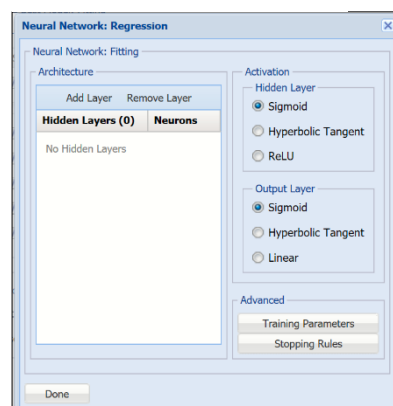 Neural Network: Regression
Neural Network: Fitting
Architecture
Add Layer Remove Layer
Hidden Layers (0) Neurons
No Hidden Layers
Activation
Hidden Layer
Sigmoid
Hyperbolic Tangent
ReLU
Output Layer
Sigmoid
Hyperbolic Tangent
Linear
Advanced
Training Parameters
Stopping Rules
Done